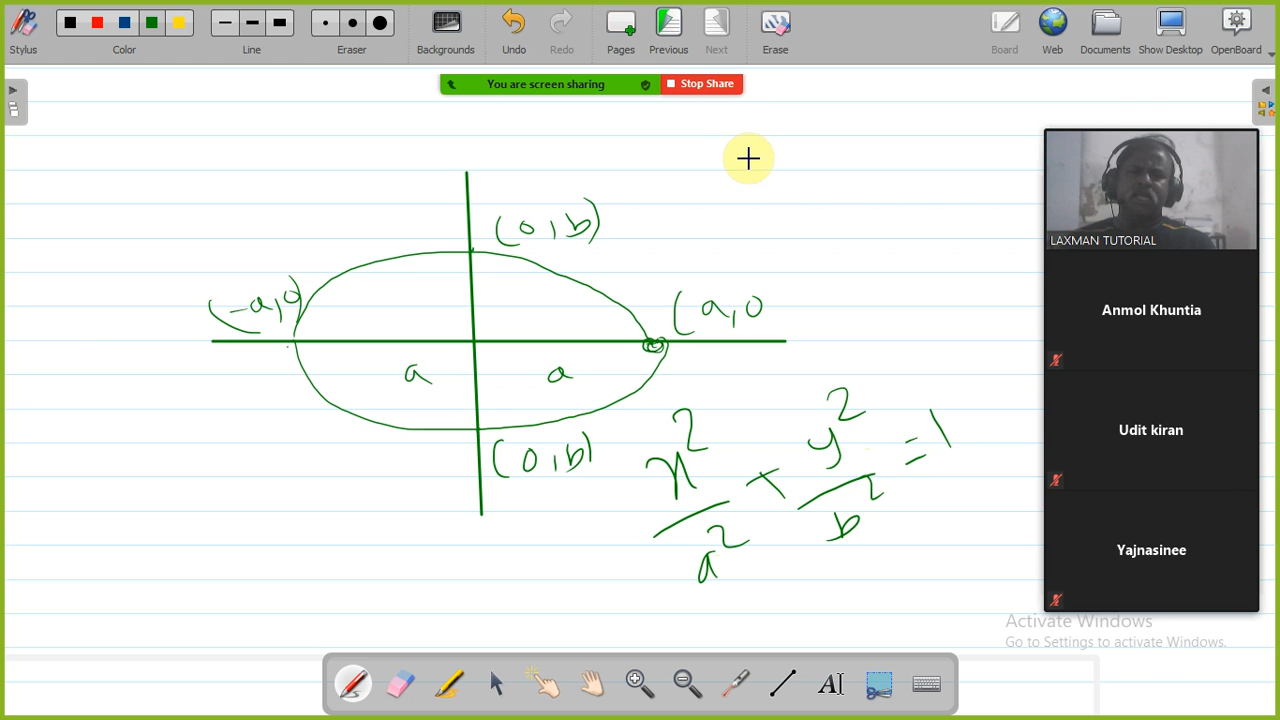 Stylus Color Line Eraser Backgrounds Undo Redo Pages Previous Next Erase Board Web Documents Show Desktop OpenBoard
You are screen sharing Stop Share
LAXMAN TUTORIAL
Anmol Khuntia
Udit kiran
Yajnasinee
(0,b)
(-a,0)
(a,0
a a
(0,b)
x²/a² + y²/b² = 1
Activate Windows
Go to Settings to activate Windows.
AI